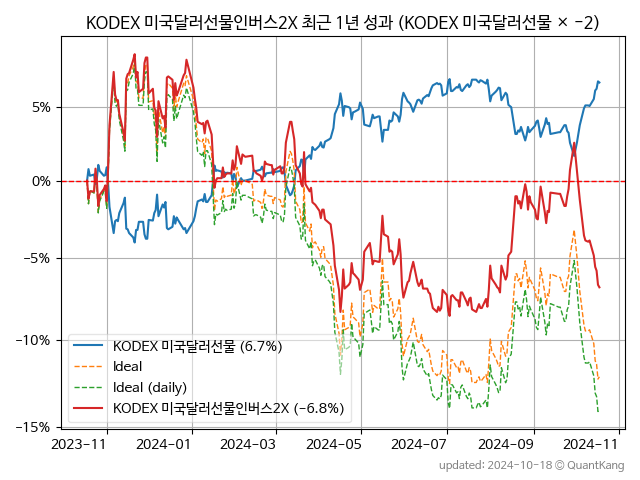 KODEX 미국달러선물인버스2X 최근 1년 성과 (KODEX 미국달러선물 × −2)
5%
0%
−5%
−10%
−15%
KODEX 미국달러선물 (6.7%)
Ideal
Ideal (daily)
KODEX 미국달러선물인버스2X (−6.8%)
2023-11
2024-01
2024-03
2024-05
2024-07
2024-09
2024-11
updated: 2024-10-18 © QuantKang